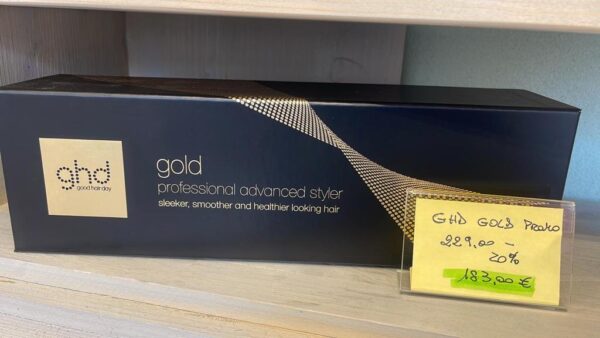 ghd
good hair day
gold
professional advanced styler
sleeker, smoother and healthier looking hair
GHD GOLD PROMO
229,00 -
20%
183,00 €